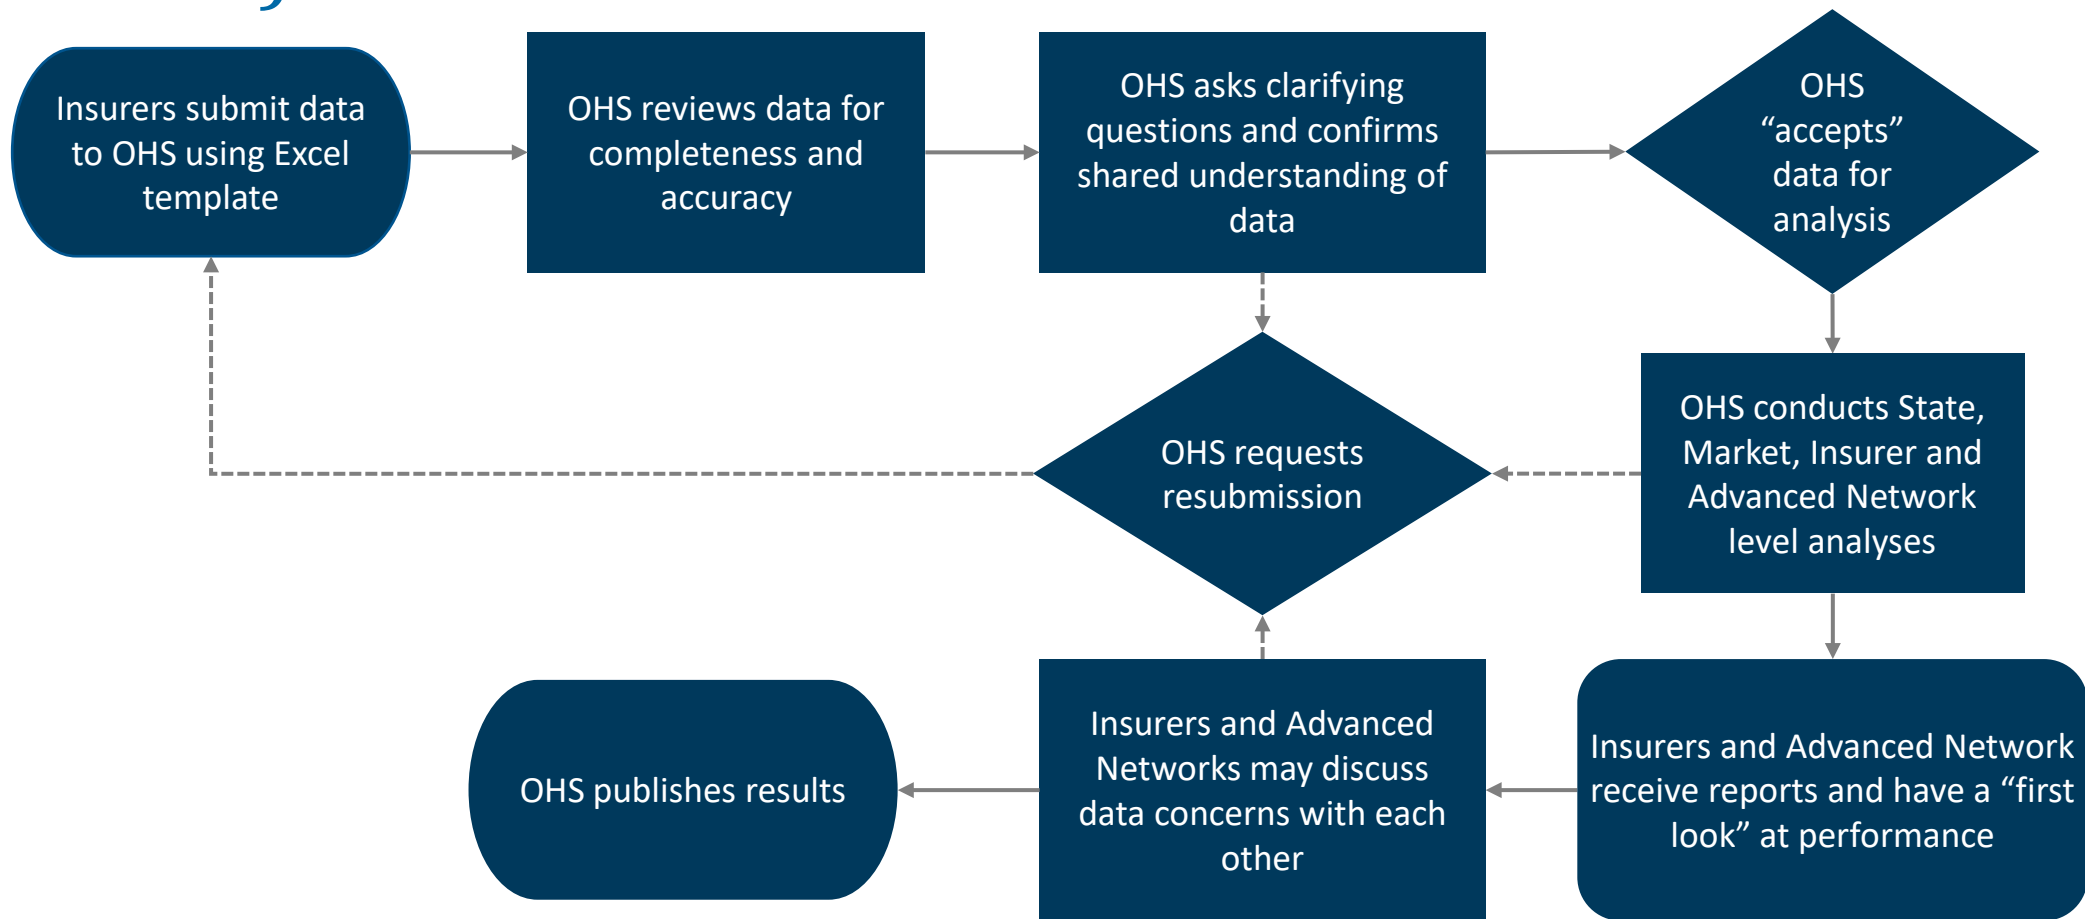 Insurers submit data
to OHS using Excel
template
OHS reviews data for
completeness and
accuracy
OHS asks clarifying
questions and confirms
shared understanding of
data
OHS
“accepts”
data for
analysis
OHS requests
resubmission
OHS conducts State,
Market, Insurer and
Advanced Network
level analyses
OHS publishes results
Insurers and Advanced
Networks may discuss
data concerns with each
other
Insurers and Advanced Network
receive reports and have a “first
look” at performance